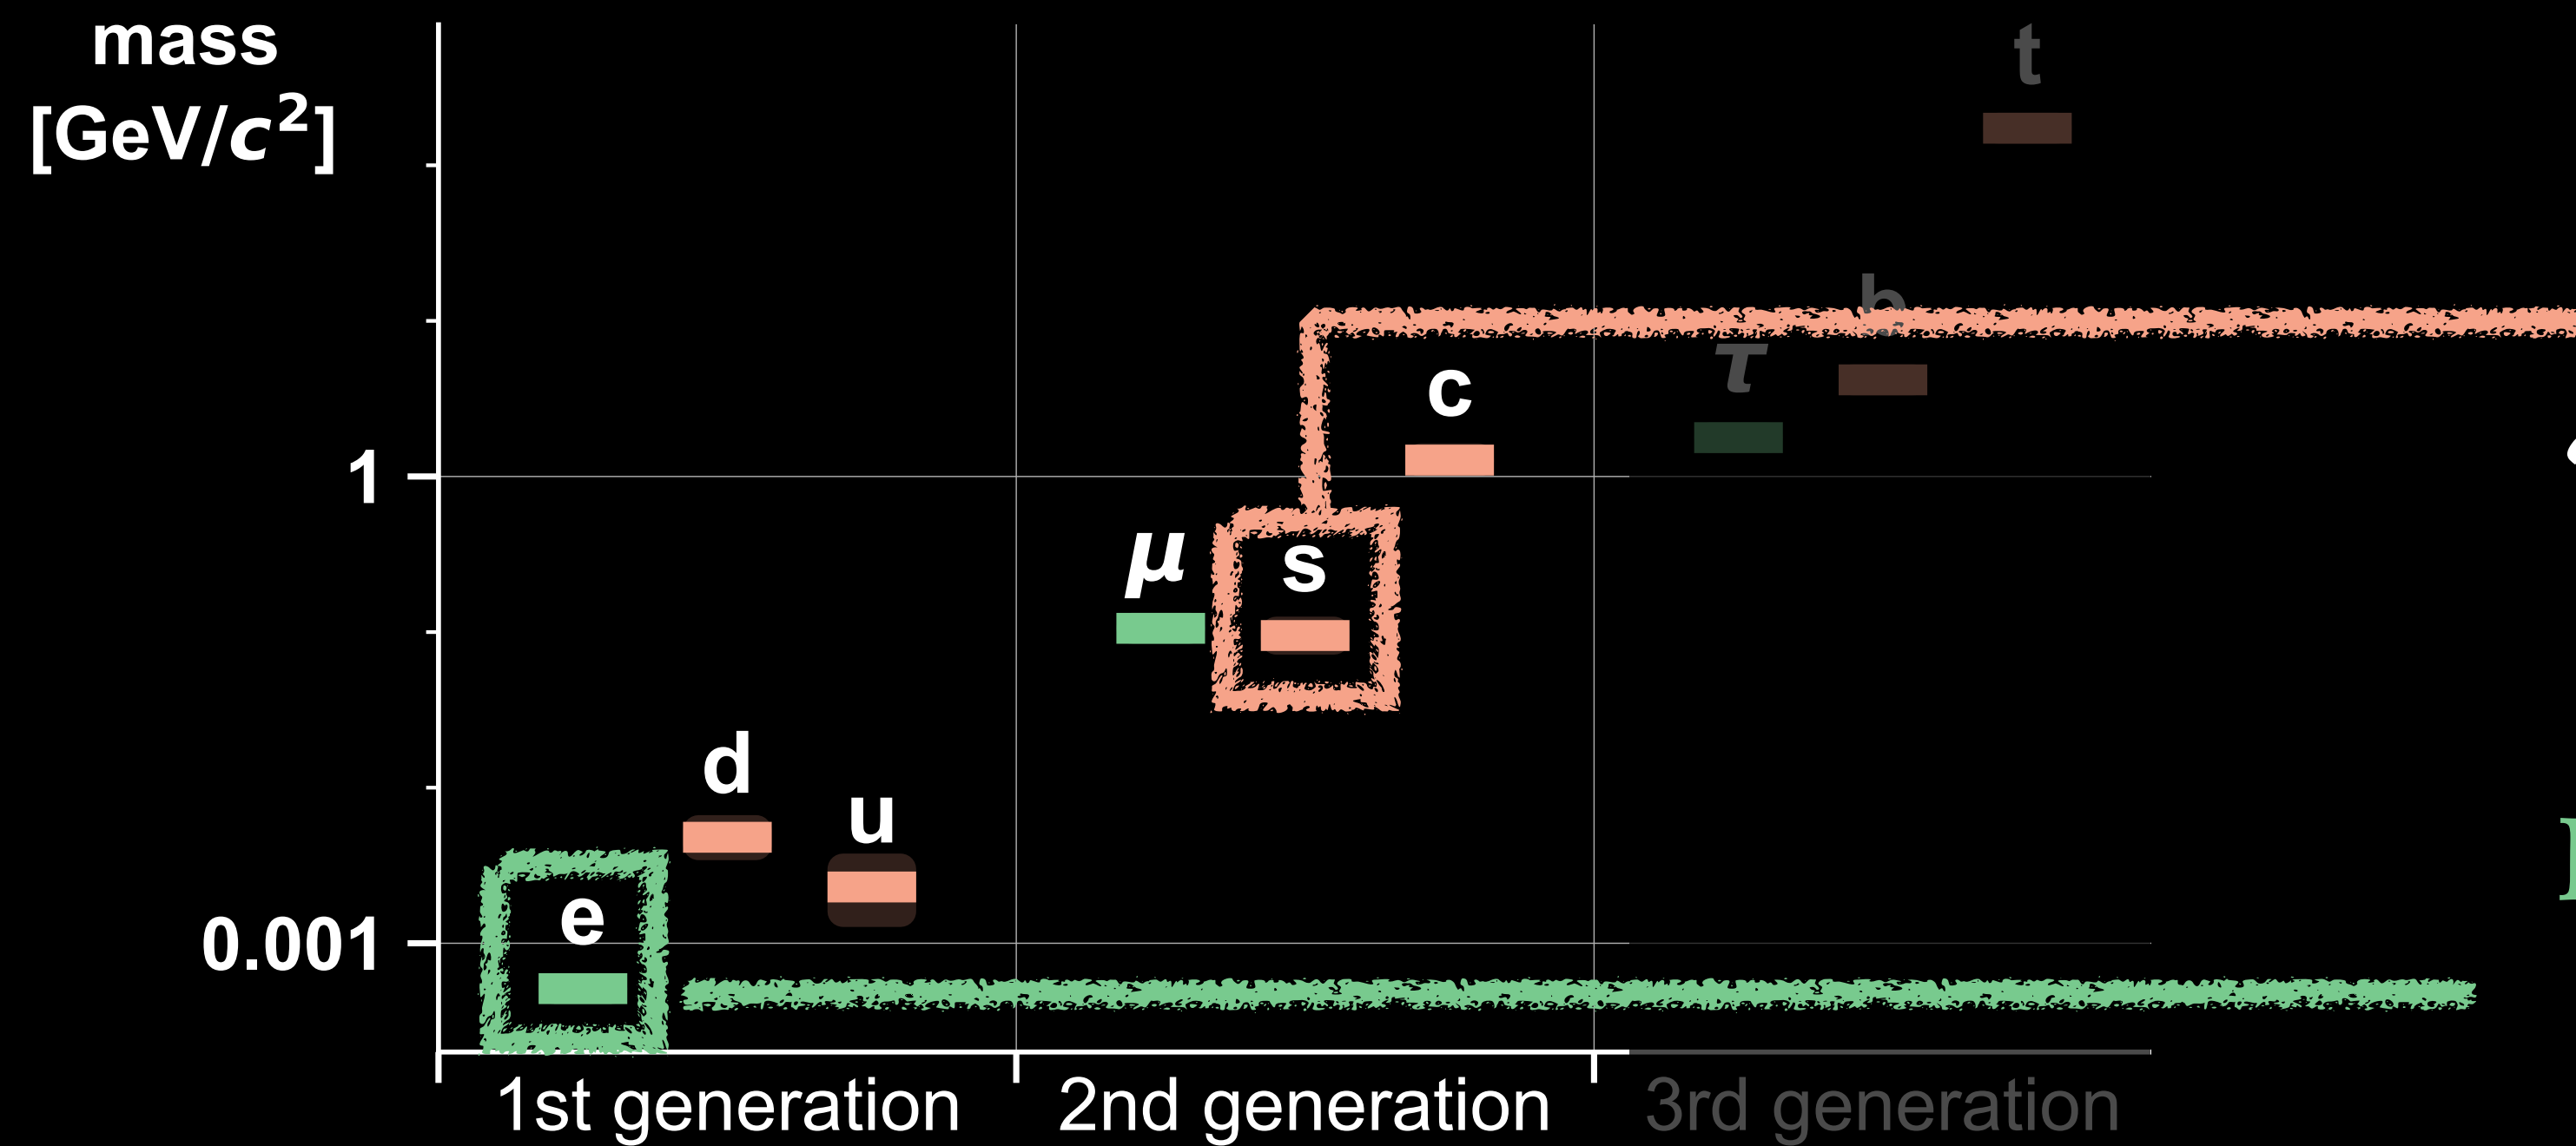 mass
[GeV/c²]
t
b
τ
c
1
μ
s
d
u
e
0.001
1st generation
2nd generation
3rd generation